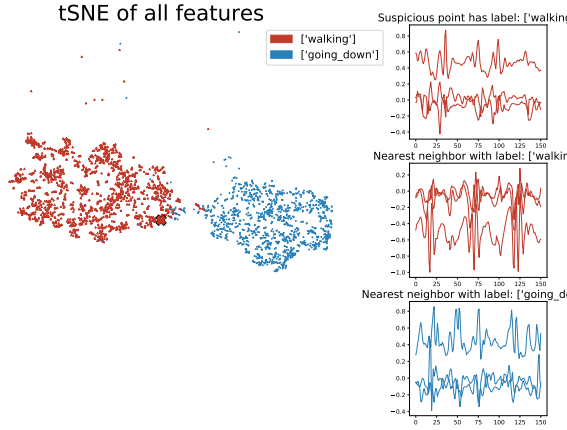 tSNE of all features
['walking']
['going_down']
Suspicious point has label: ['walking
0.8
0.6
0.4
0.2
0.0
−0.2
−0.4
0 25 50 75 100 125 150
Nearest neighbor with label: ['walkin
0.2
0.0
−0.2
−0.4
−0.6
−0.8
−1.0
0 25 50 75 100 125 150
Nearest neighbor with label: ['going_do
0.8
0.6
0.4
0.2
0.0
−0.2
−0.4
0 25 50 75 100 125 150